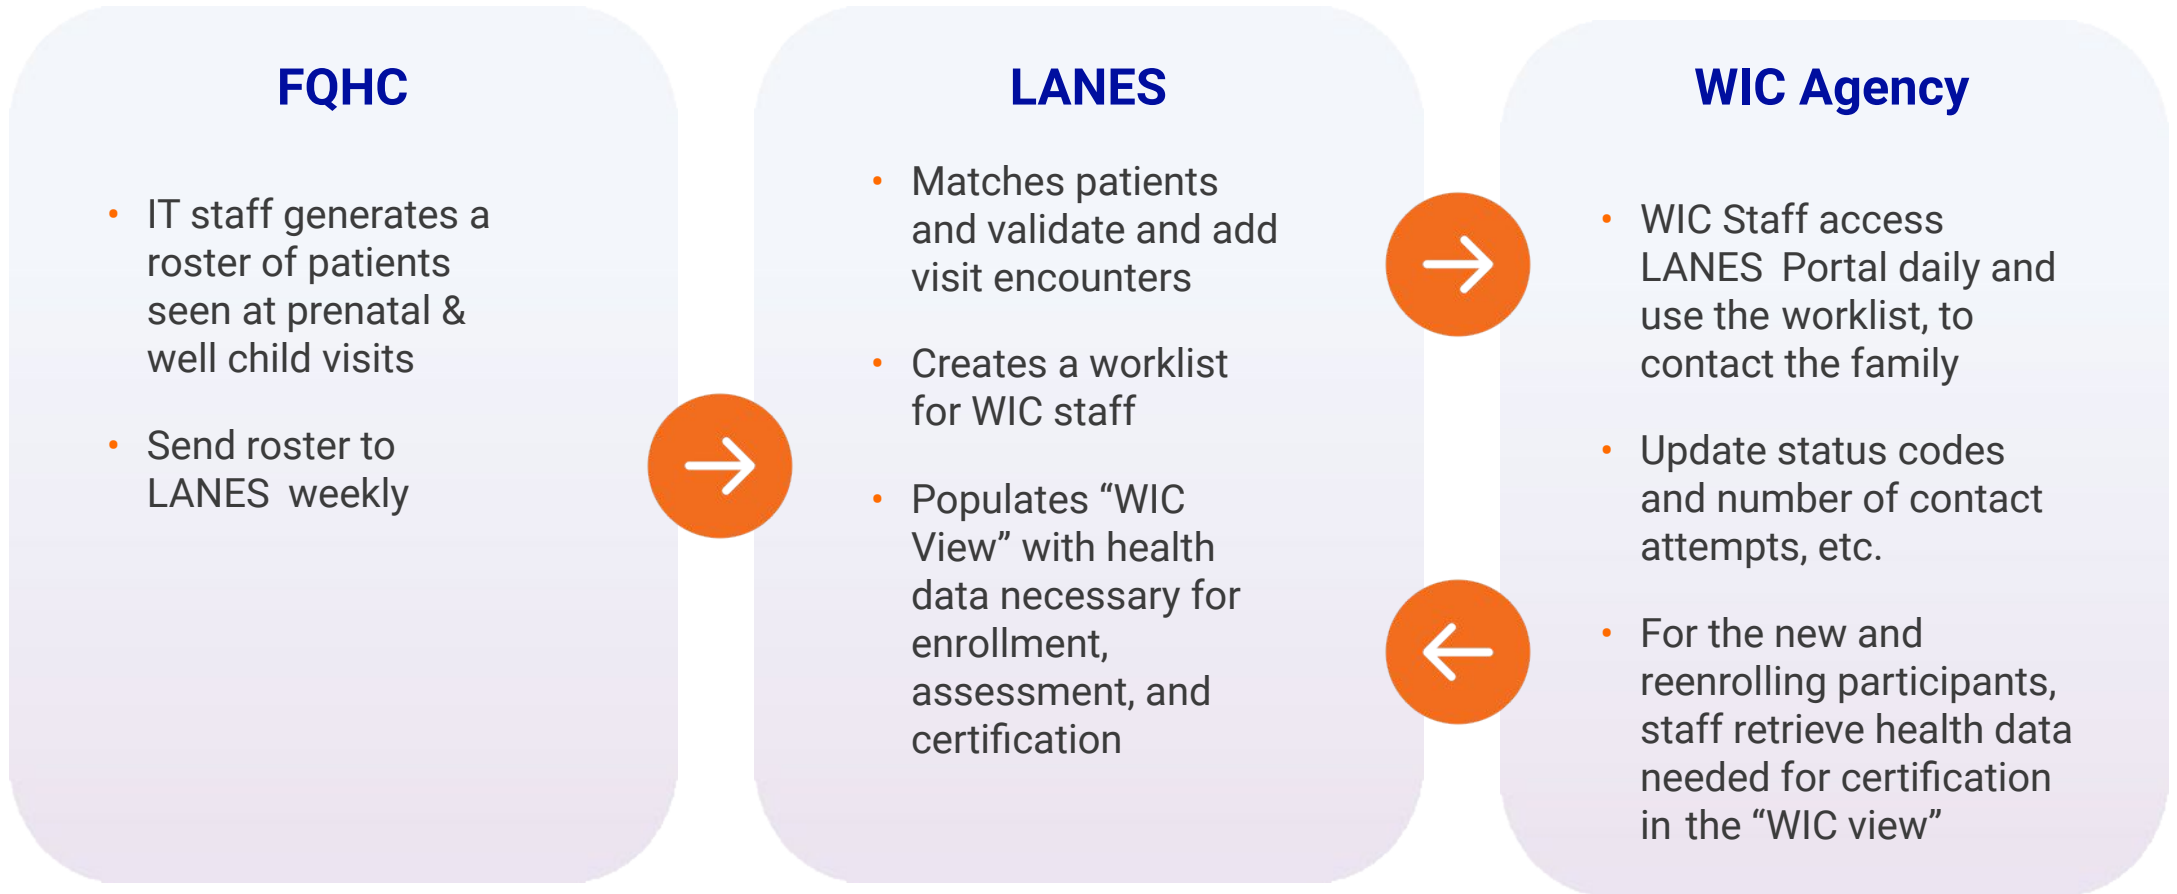 FQHC
• IT staff generates a
roster of patients
seen at prenatal &
well child visits
• Send roster to
LANES weekly
LANES
• Matches patients
and validate and add
visit encounters
• Creates a worklist
for WIC staff
• Populates “WIC
View” with health
data necessary for
enrollment,
assessment, and
certification
WIC Agency
• WIC Staff access
LANES Portal daily and
use the worklist, to
contact the family
• Update status codes
and number of contact
attempts, etc.
• For the new and
reenrolling participants,
staff retrieve health data
needed for certification
in the “WIC view”